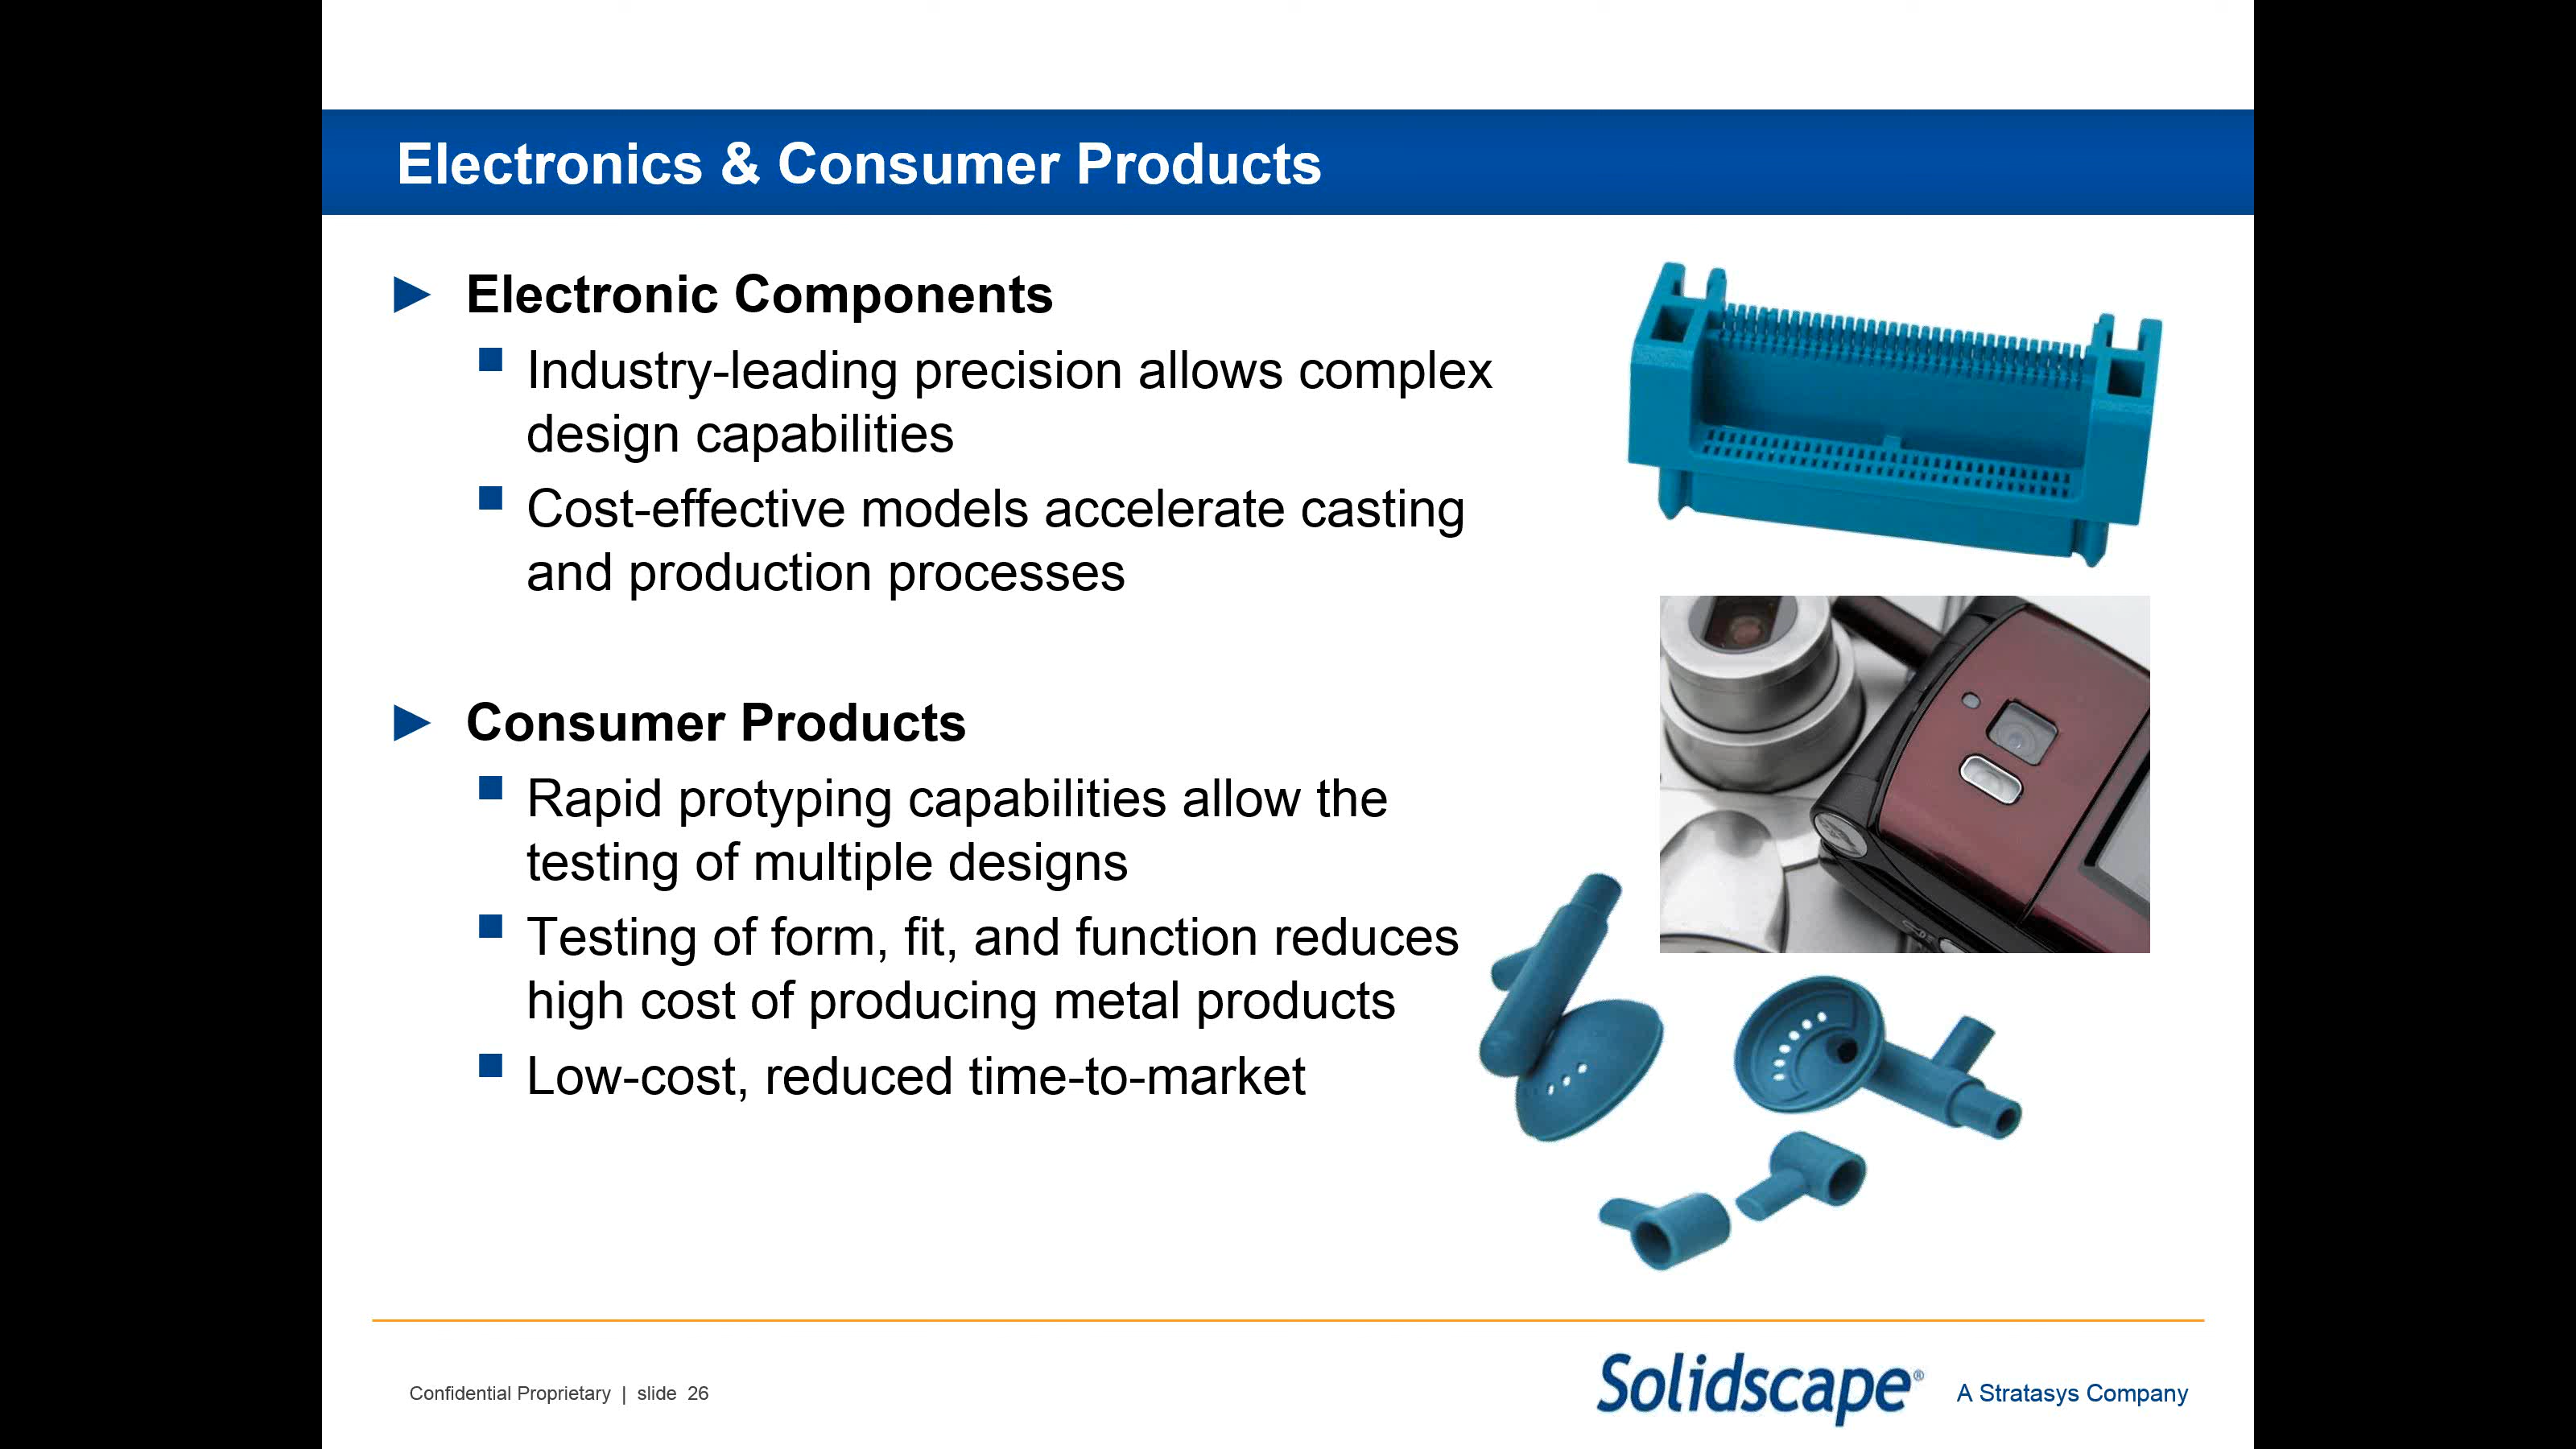 Electronics & Consumer Products
► Electronic Components
■ Industry-leading precision allows complex
design capabilities
■ Cost-effective models accelerate casting
and production processes
► Consumer Products
■ Rapid protyping capabilities allow the
testing of multiple designs
■ Testing of form, fit, and function reduces
high cost of producing metal products
■ Low-cost, reduced time-to-market
Confidential Proprietary | slide 26
Solidscape® A Stratasys Company